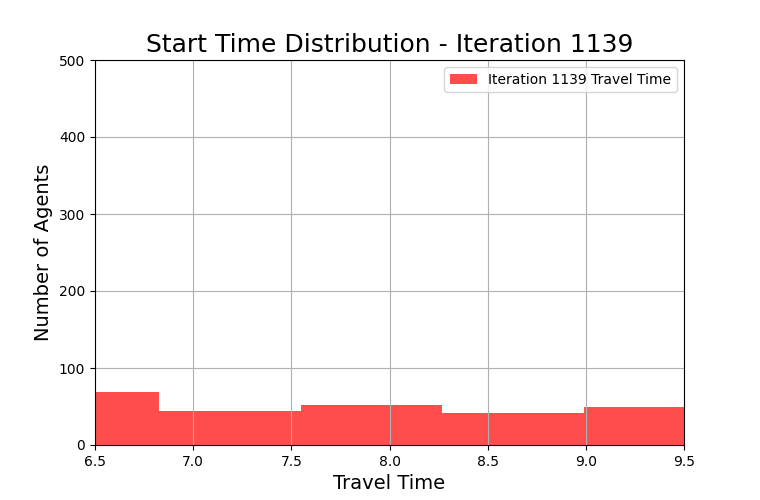 Start Time Distribution - Iteration 1139
Iteration 1139 Travel Time
Number of Agents
500
400
300
200
100
0
6.5 7.0 7.5 8.0 8.5 9.0 9.5
Travel Time